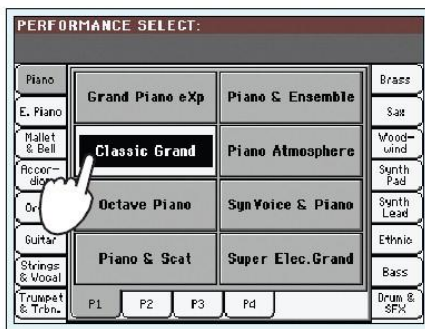 PERFORMANCE SELECT:
Piano
E. Piano
Mallet
& Bell
Accor-
Guitar
Strings
& Vocal
Trumpet
& Trbn.
Grand Piano eXp
Piano & Ensemble
Classic Grand
Piano Atmosphere
Octave Piano
SynVoice & Piano
Piano & Scat
Super Elec.Grand
P1
P2
P3
P4
Brass
Sax
Wood-
wind
Synth
Pad
Synth
Lead
Ethnic
Bass
Drum &
SFX